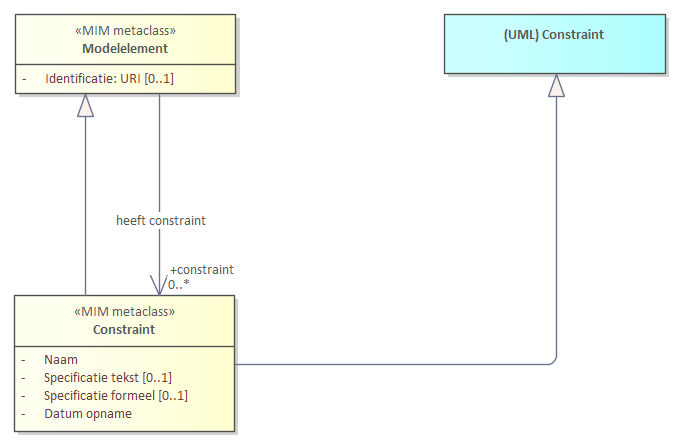 «MIM metaclass»
Modelelement
- Identificatie: URI [0..1]
(UML) Constraint
heeft constraint
+constraint
0..*
«MIM metaclass»
Constraint
- Naam
- Specificatie tekst [0..1]
- Specificatie formeel [0..1]
- Datum opname